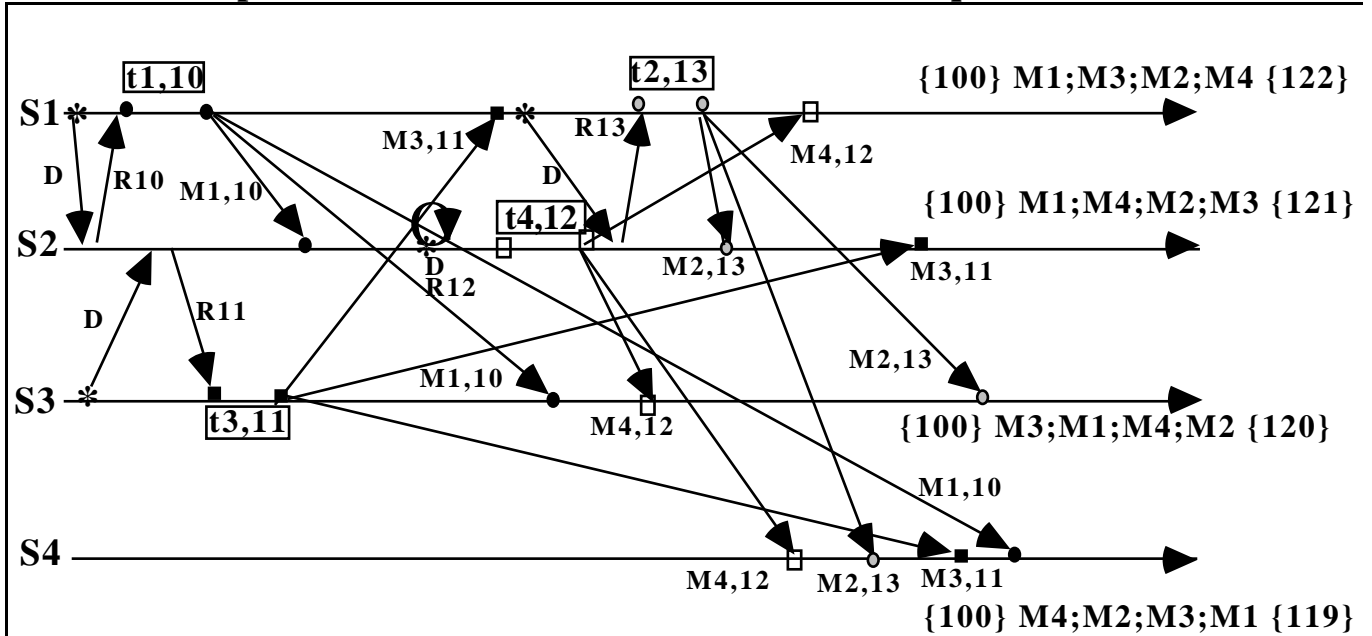 t1,10
t2,13
{100} M1;M3;M2;M4 {122}
S1
M3,11
R13
M4,12
D
R10
M1,10
D
t4,12
{100} M1;M4;M2;M3 {121}
S2
D
R12
M2,13
M3,11
D
R11
M1,10
M2,13
S3
t3,11
M4,12
{100} M3;M1;M4;M2 {120}
M1,10
S4
M4,12
M2,13
M3,11
{100} M4;M2;M3;M1 {119}